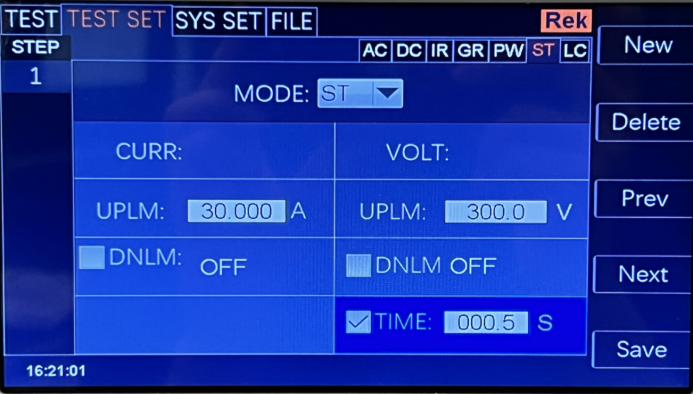 TEST TEST SET SYS SET FILE Rek
STEP AC DC IR GR PW ST LC
1
MODE: ST
CURR: VOLT:
UPLM: 30.000 A UPLM: 300.0 V
DNLM: OFF DNLM OFF
TIME: 000.5 S
16:21:01
New
Delete
Prev
Next
Save